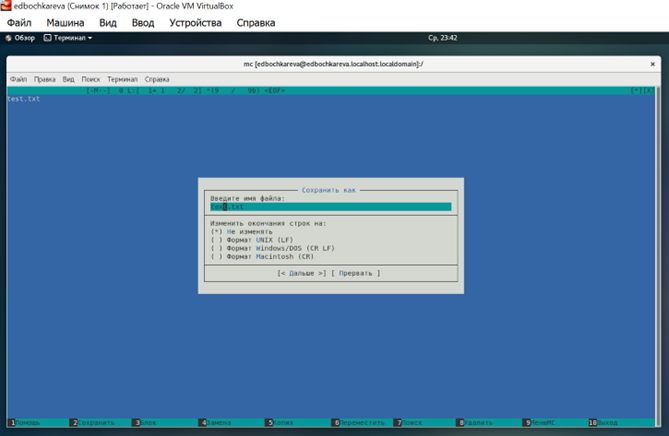 edbochkareva (Снимок 1) [Работает] - Oracle VM VirtualBox
Файл Машина Вид Ввод Устройства Справка
Обзор Терминал Ср, 23:42
mc [edbochkareva@edbochkareva.localhost.localdomain]:/
Файл Правка Вид Поиск Терминал Справка
[-M--] 0 L:[ 1+ 1 2/ 2] *(9 / 9b) <EOF> [*][X]
test.txt
Сохранить как
Введите имя файла:
text.txt
Изменить окончания строк на:
(*) Не изменять
( ) Формат UNIX (LF)
( ) Формат Windows/DOS (CR LF)
( ) Формат Macintosh (CR)
[< Дальше >] [ Прервать ]
1Помощь 2Сохранить 3Блок 4Замена 5Копия 6Переместить 7Поиск 8Удалить 9МенюMC 10Выход